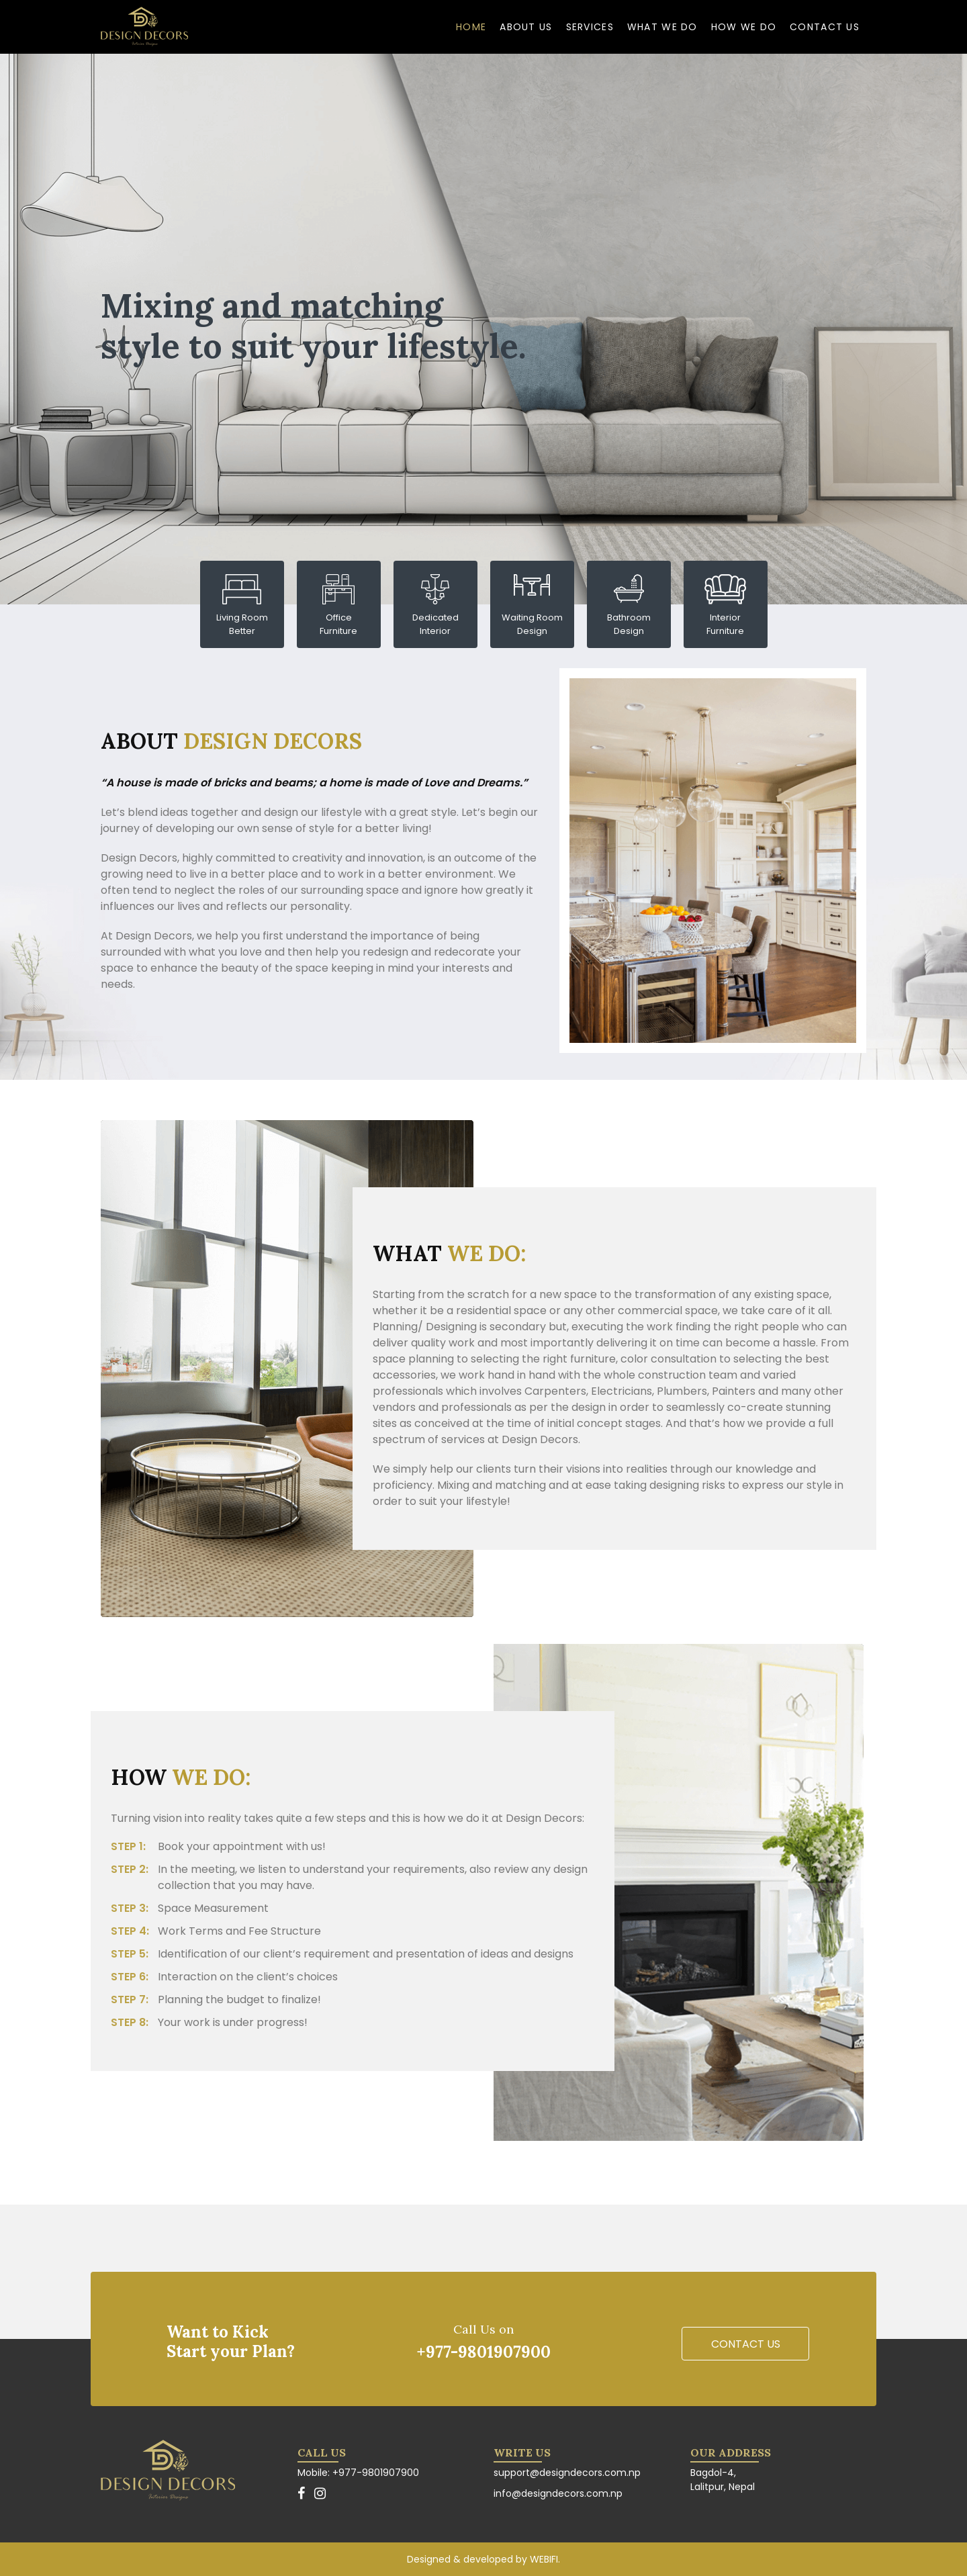 DESIGN DECORS
Interior Designs
HOME ABOUT US SERVICES WHAT WE DO HOW WE DO CONTACT US
Mixing and matching
style to suit your lifestyle.
Living Room
Better
Office
Furniture
Dedicated
Interior
Waiting Room
Design
Bathroom
Design
Interior
Furniture
ABOUT DESIGN DECORS
“A house is made of bricks and beams; a home is made of Love and Dreams.”
Let’s blend ideas together and design our lifestyle with a great style. Let’s begin our
journey of developing our own sense of style for a better living!
Design Decors, highly committed to creativity and innovation, is an outcome of the
growing need to live in a better place and to work in a better environment. We
often tend to neglect the roles of our surrounding space and ignore how greatly it
influences our lives and reflects our personality.
At Design Decors, we help you first understand the importance of being
surrounded with what you love and then help you redesign and redecorate your
space to enhance the beauty of the space keeping in mind your interests and
needs.
WHAT WE DO:
Starting from the scratch for a new space to the transformation of any existing space,
whether it be a residential space or any other commercial space, we take care of it all.
Planning/ Designing is secondary but, executing the work finding the right people who can
deliver quality work and most importantly delivering it on time can become a hassle. From
space planning to selecting the right furniture, color consultation to selecting the best
accessories, we work hand in hand with the whole construction team and varied
professionals which involves Carpenters, Electricians, Plumbers, Painters and many other
vendors and professionals as per the design in order to seamlessly co-create stunning
sites as conceived at the time of initial concept stages. And that’s how we provide a full
spectrum of services at Design Decors.
We simply help our clients turn their visions into realities through our knowledge and
proficiency. Mixing and matching and at ease taking designing risks to express our style in
order to suit your lifestyle!
HOW WE DO:
Turning vision into reality takes quite a few steps and this is how we do it at Design Decors:
STEP 1: Book your appointment with us!
STEP 2: In the meeting, we listen to understand your requirements, also review any design
collection that you may have.
STEP 3: Space Measurement
STEP 4: Work Terms and Fee Structure
STEP 5: Identification of our client’s requirement and presentation of ideas and designs
STEP 6: Interaction on the client’s choices
STEP 7: Planning the budget to finalize!
STEP 8: Your work is under progress!
Want to Kick
Start your Plan?
Call Us on
+977-9801907900
CONTACT US
DESIGN DECORS
Interior Designs
CALL US
Mobile: +977-9801907900
WRITE US
support@designdecors.com.np
info@designdecors.com.np
OUR ADDRESS
Bagdol-4,
Lalitpur, Nepal
Designed & developed by WEBIFI.